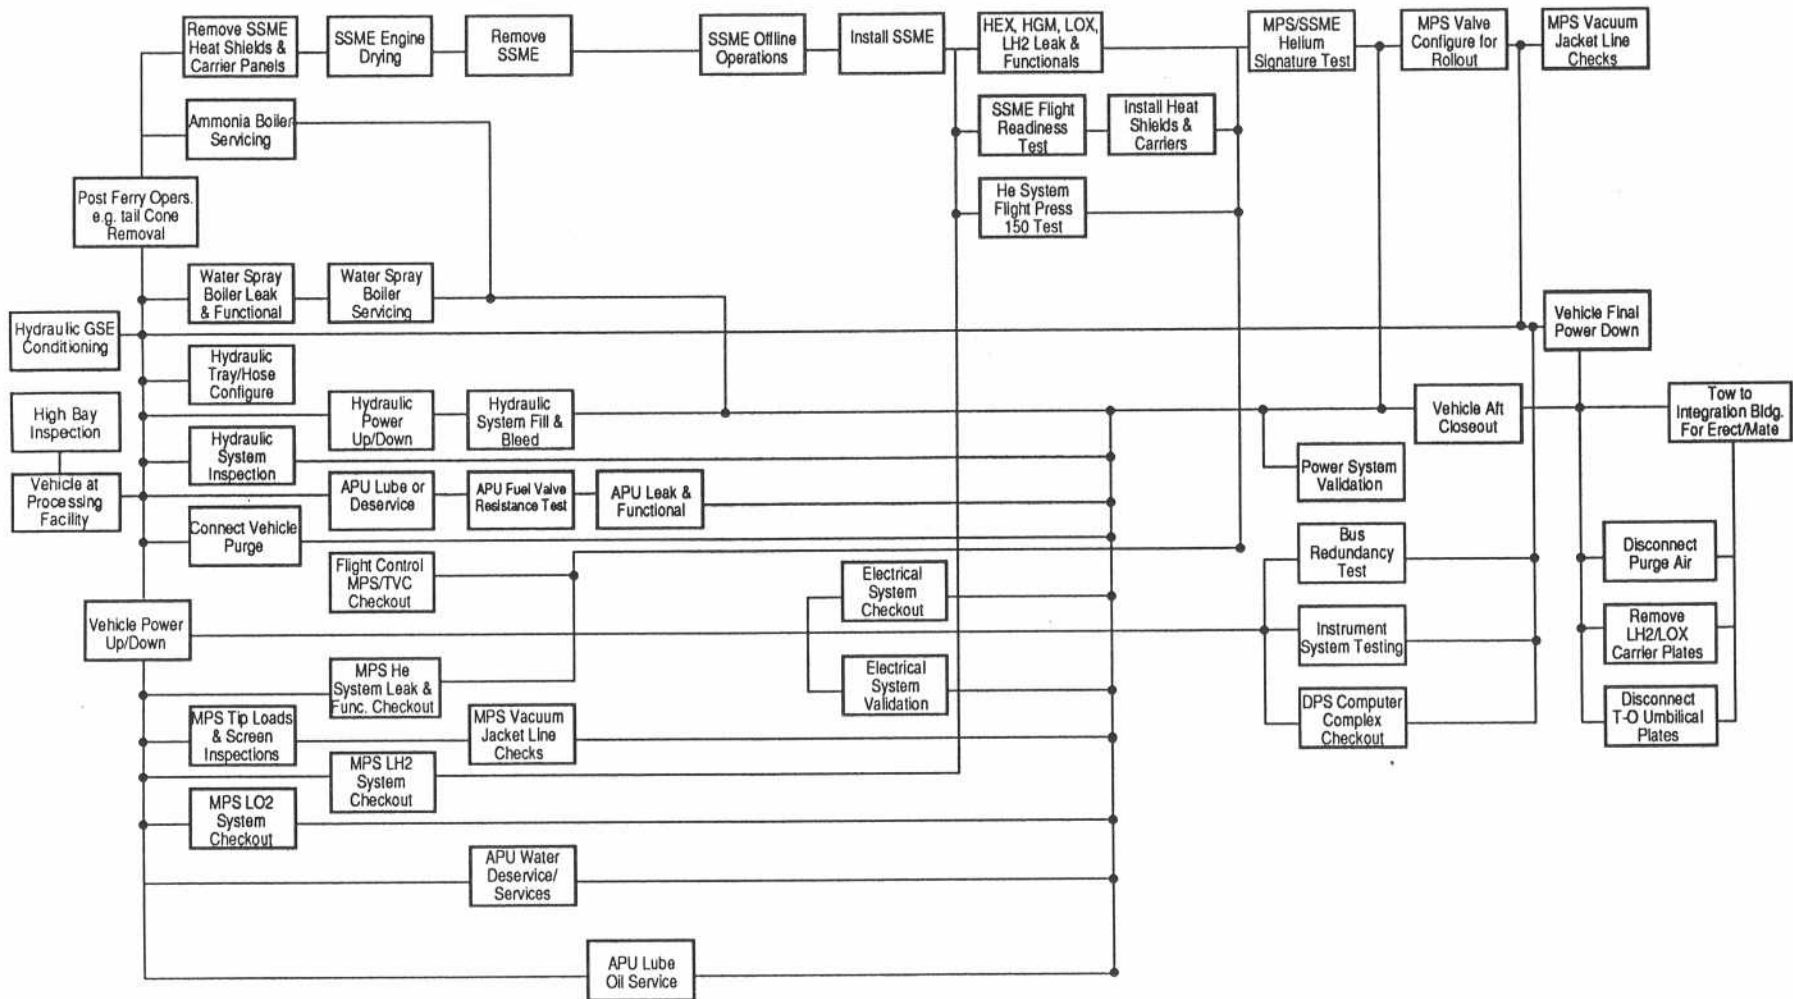 Remove SSME
Heat Shields &
Carrier Panels
SSME Engine
Drying
Remove
SSME
SSME Offline
Operations
Install SSME
HEX, HGM, LOX,
LH2 Leak &
Functionals
MPS/SSME
Helium
Signature Test
MPS Valve
Configure for
Rollout
MPS Vacuum
Jacket Line
Checks
Ammonia Boiler
Servicing
SSME Flight
Readiness
Test
Install Heat
Shields &
Carriers
Post Ferry Opers.
e.g. tail Cone
Removal
He System
Flight Press
150 Test
Water Spray
Boiler Leak
& Functional
Water Spray
Boiler
Servicing
Hydraulic GSE
Conditioning
Vehicle Final
Power Down
Hydraulic
Tray/Hose
Configure
High Bay
Inspection
Hydraulic
Power
Up/Down
Hydraulic
System Fill &
Bleed
Vehicle Aft
Closeout
Tow to
Integration Bldg.
For Erect/Mate
Hydraulic
System
Inspection
Power System
Validation
Vehicle at
Processing
Facility
APU Lube or
Deservice
APU Fuel Valve
Resistance Test
APU Leak &
Functional
Connect Vehicle
Purge
Bus
Redundancy
Test
Disconnect
Purge Air
Flight Control
MPS/TVC
Checkout
Electrical
System
Checkout
Vehicle Power
Up/Down
Instrument
System Testing
Remove
LH2/LOX
Carrier Plates
MPS He
System Leak &
Func. Checkout
Electrical
System
Validation
MPS Tip Loads
& Screen
Inspections
MPS Vacuum
Jacket Line
Checks
DPS Computer
Complex
Checkout
Disconnect
T-O Umbilical
Plates
MPS LH2
System
Checkout
MPS LO2
System
Checkout
APU Water
Deservice/
Services
APU Lube
Oil Service